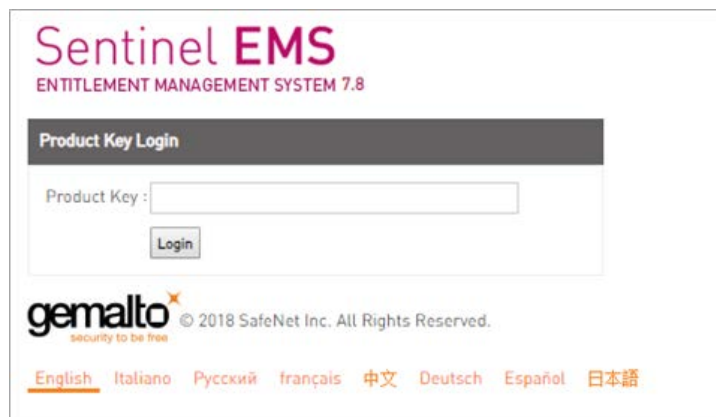 Sentinel EMS
ENTITLEMENT MANAGEMENT SYSTEM 7.8
Product Key Login
Product Key :
Login
gemalto
security to be free
© 2018 SafeNet Inc. All Rights Reserved.
English Italiano Русский français 中文 Deutsch Español 日本語